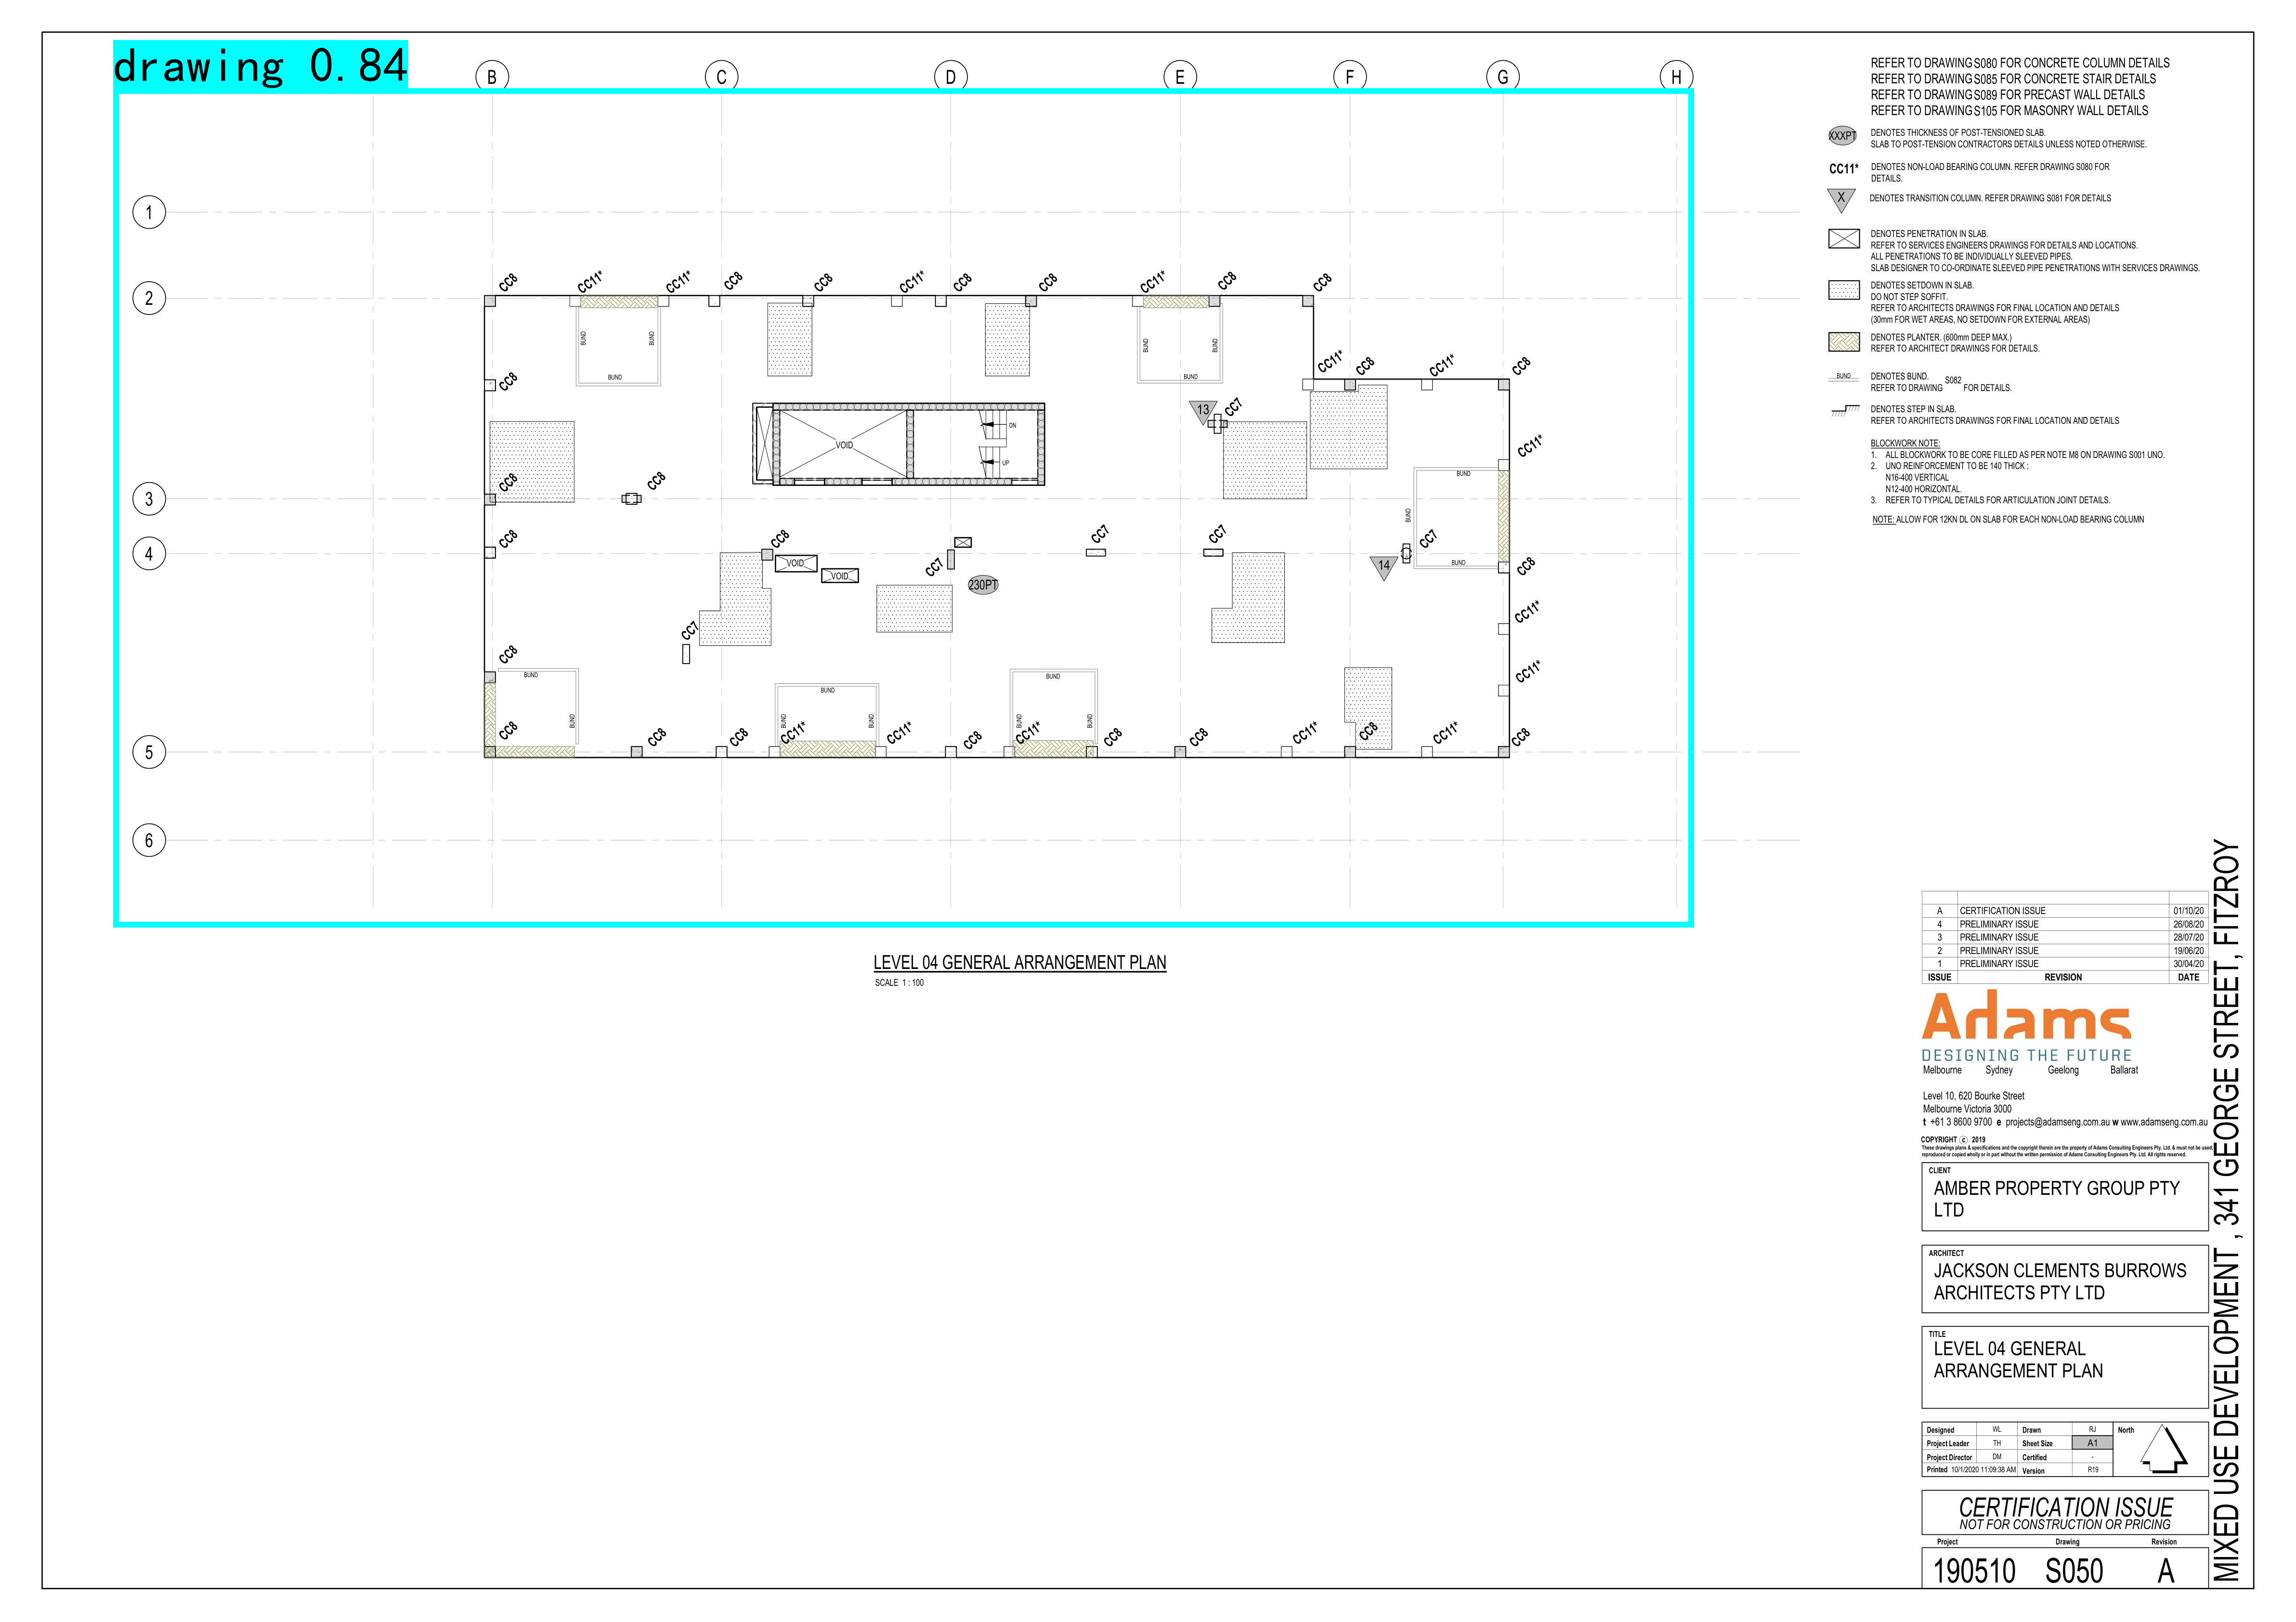 drawing 0.84
B C D E F G H
1
2
3
4
5
6
CC8 CC11* CC11* CC8 CC8 CC11* CC8 CC8 CC11* CC8 CC8
BUND BUND BUND BUND
BUND BUND
CC8 CC11* CC8 CC11* CC8
13 CC7
DN
VOID
UP
CC11*
CC8 CC8 BUND
BUND
CC8 CC8 CC7 CC7 CC7
VOID CC7 14 BUND CC8
VOID 230PT
CC11*
CC7
CC8 CC11*
BUND BUND BUND
BUND BUND BUND BUND BUND
CC8 CC8 CC8 CC11* CC11* CC8 CC11* CC8 CC8 CC11* CC8 CC11* CC8
LEVEL 04 GENERAL ARRANGEMENT PLAN
SCALE 1 : 100
REFER TO DRAWING S080 FOR CONCRETE COLUMN DETAILS
REFER TO DRAWING S085 FOR CONCRETE STAIR DETAILS
REFER TO DRAWING S089 FOR PRECAST WALL DETAILS
REFER TO DRAWING S105 FOR MASONRY WALL DETAILS
XXXPT DENOTES THICKNESS OF POST-TENSIONED SLAB.
SLAB TO POST-TENSION CONTRACTORS DETAILS UNLESS NOTED OTHERWISE.
CC11* DENOTES NON-LOAD BEARING COLUMN. REFER DRAWING S080 FOR
DETAILS.
X DENOTES TRANSITION COLUMN. REFER DRAWING S081 FOR DETAILS
DENOTES PENETRATION IN SLAB.
REFER TO SERVICES ENGINEERS DRAWINGS FOR DETAILS AND LOCATIONS.
ALL PENETRATIONS TO BE INDIVIDUALLY SLEEVED PIPES.
SLAB DESIGNER TO CO-ORDINATE SLEEVED PIPE PENETRATIONS WITH SERVICES DRAWINGS.
DENOTES SETDOWN IN SLAB.
DO NOT STEP SOFFIT.
REFER TO ARCHITECTS DRAWINGS FOR FINAL LOCATION AND DETAILS
(30mm FOR WET AREAS, NO SETDOWN FOR EXTERNAL AREAS)
DENOTES PLANTER. (600mm DEEP MAX.)
REFER TO ARCHITECT DRAWINGS FOR DETAILS.
BUND DENOTES BUND.
REFER TO DRAWING S082 FOR DETAILS.
DENOTES STEP IN SLAB.
REFER TO ARCHITECTS DRAWINGS FOR FINAL LOCATION AND DETAILS
BLOCKWORK NOTE:
1. ALL BLOCKWORK TO BE CORE FILLED AS PER NOTE M8 ON DRAWING S001 UNO.
2. UNO REINFORCEMENT TO BE 140 THICK :
N16-400 VERTICAL
N12-400 HORIZONTAL.
3. REFER TO TYPICAL DETAILS FOR ARTICULATION JOINT DETAILS.
NOTE: ALLOW FOR 12KN DL ON SLAB FOR EACH NON-LOAD BEARING COLUMN
A CERTIFICATION ISSUE 01/10/20
4 PRELIMINARY ISSUE 26/08/20
3 PRELIMINARY ISSUE 28/07/20
2 PRELIMINARY ISSUE 19/06/20
1 PRELIMINARY ISSUE 30/04/20
ISSUE REVISION DATE
Adams
DESIGNING THE FUTURE
Melbourne Sydney Geelong Ballarat
Level 10, 620 Bourke Street
Melbourne Victoria 3000
t +61 3 8600 9700 e projects@adamseng.com.au w www.adamseng.com.au
COPYRIGHT c 2019
These drawings plans & specifications and the copyright therein are the property of Adams Consulting Engineers Pty. Ltd. & must not be used,
reproduced or copied wholly or in part without the written permission of Adams Consulting Engineers Pty. Ltd. All rights reserved.
CLIENT
AMBER PROPERTY GROUP PTY
LTD
ARCHITECT
JACKSON CLEMENTS BURROWS
ARCHITECTS PTY LTD
TITLE
LEVEL 04 GENERAL
ARRANGEMENT PLAN
Designed WL Drawn RJ North
Project Leader TH Sheet Size A1
Project Director DM Certified -
Printed 10/1/2020 11:09:38 AM Version R19
CERTIFICATION ISSUE
NOT FOR CONSTRUCTION OR PRICING
Project Drawing Revision
190510 S050 A
MIXED USE DEVELOPMENT , 341 GEORGE STREET, FITZROY